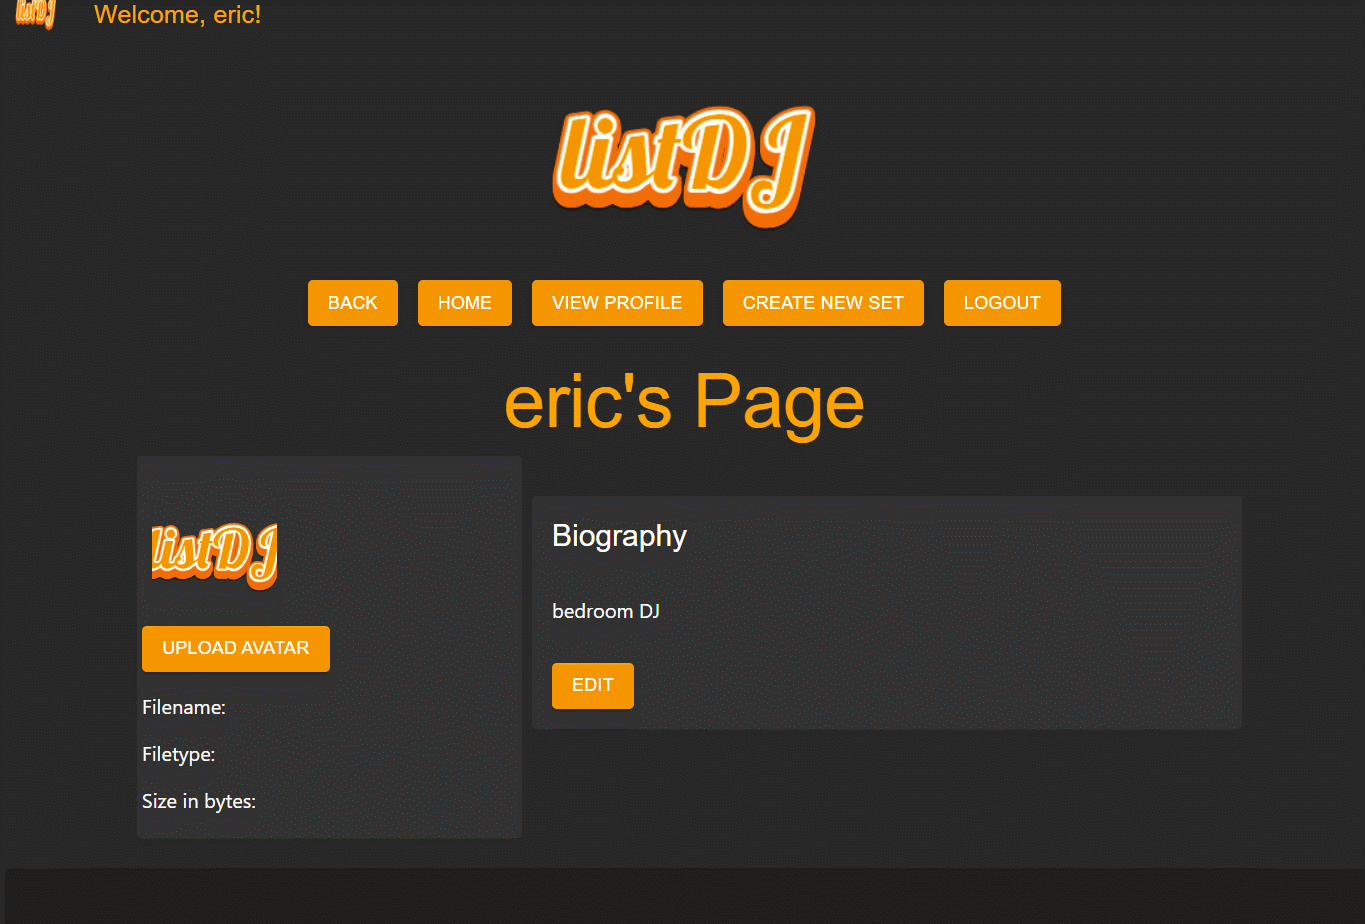 listDJ
Welcome, eric!
listDJ
BACK HOME VIEW PROFILE CREATE NEW SET LOGOUT
eric's Page
listDJ
UPLOAD AVATAR
Filename:
Filetype:
Size in bytes:
Biography
bedroom DJ
EDIT